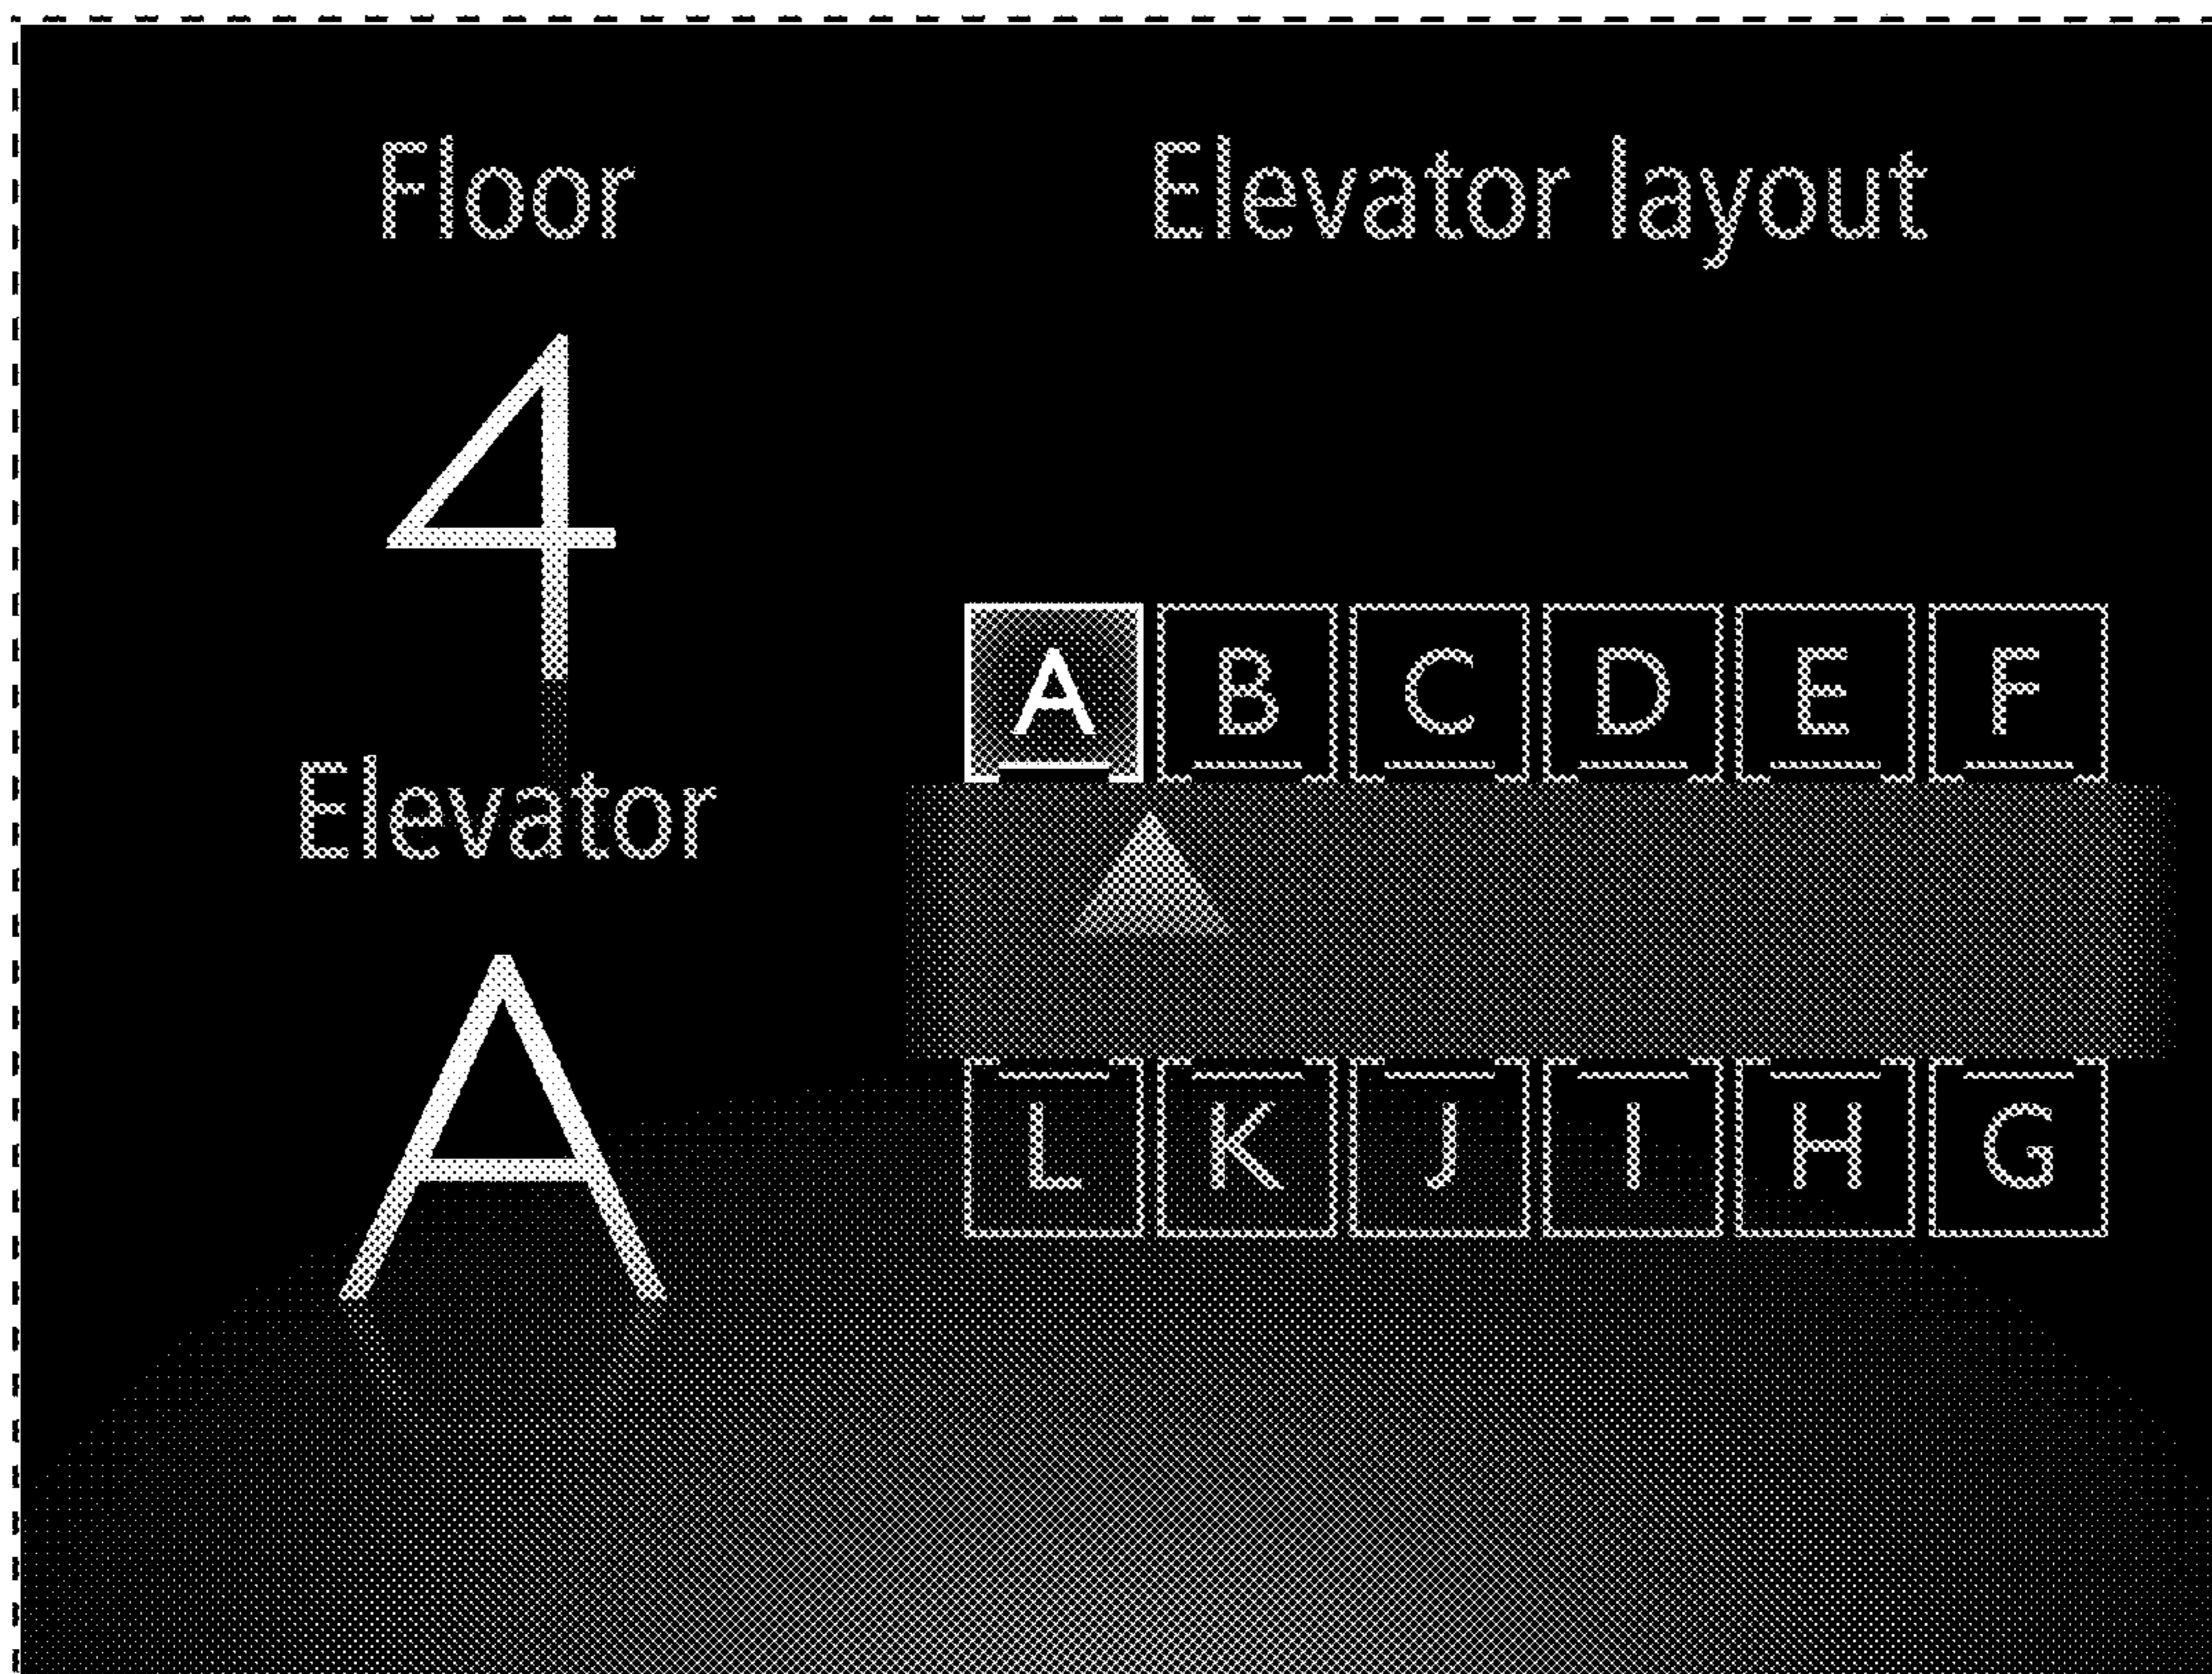 Floor
4
Elevator
A
Elevator layout
A B C D E F
L K J I H G